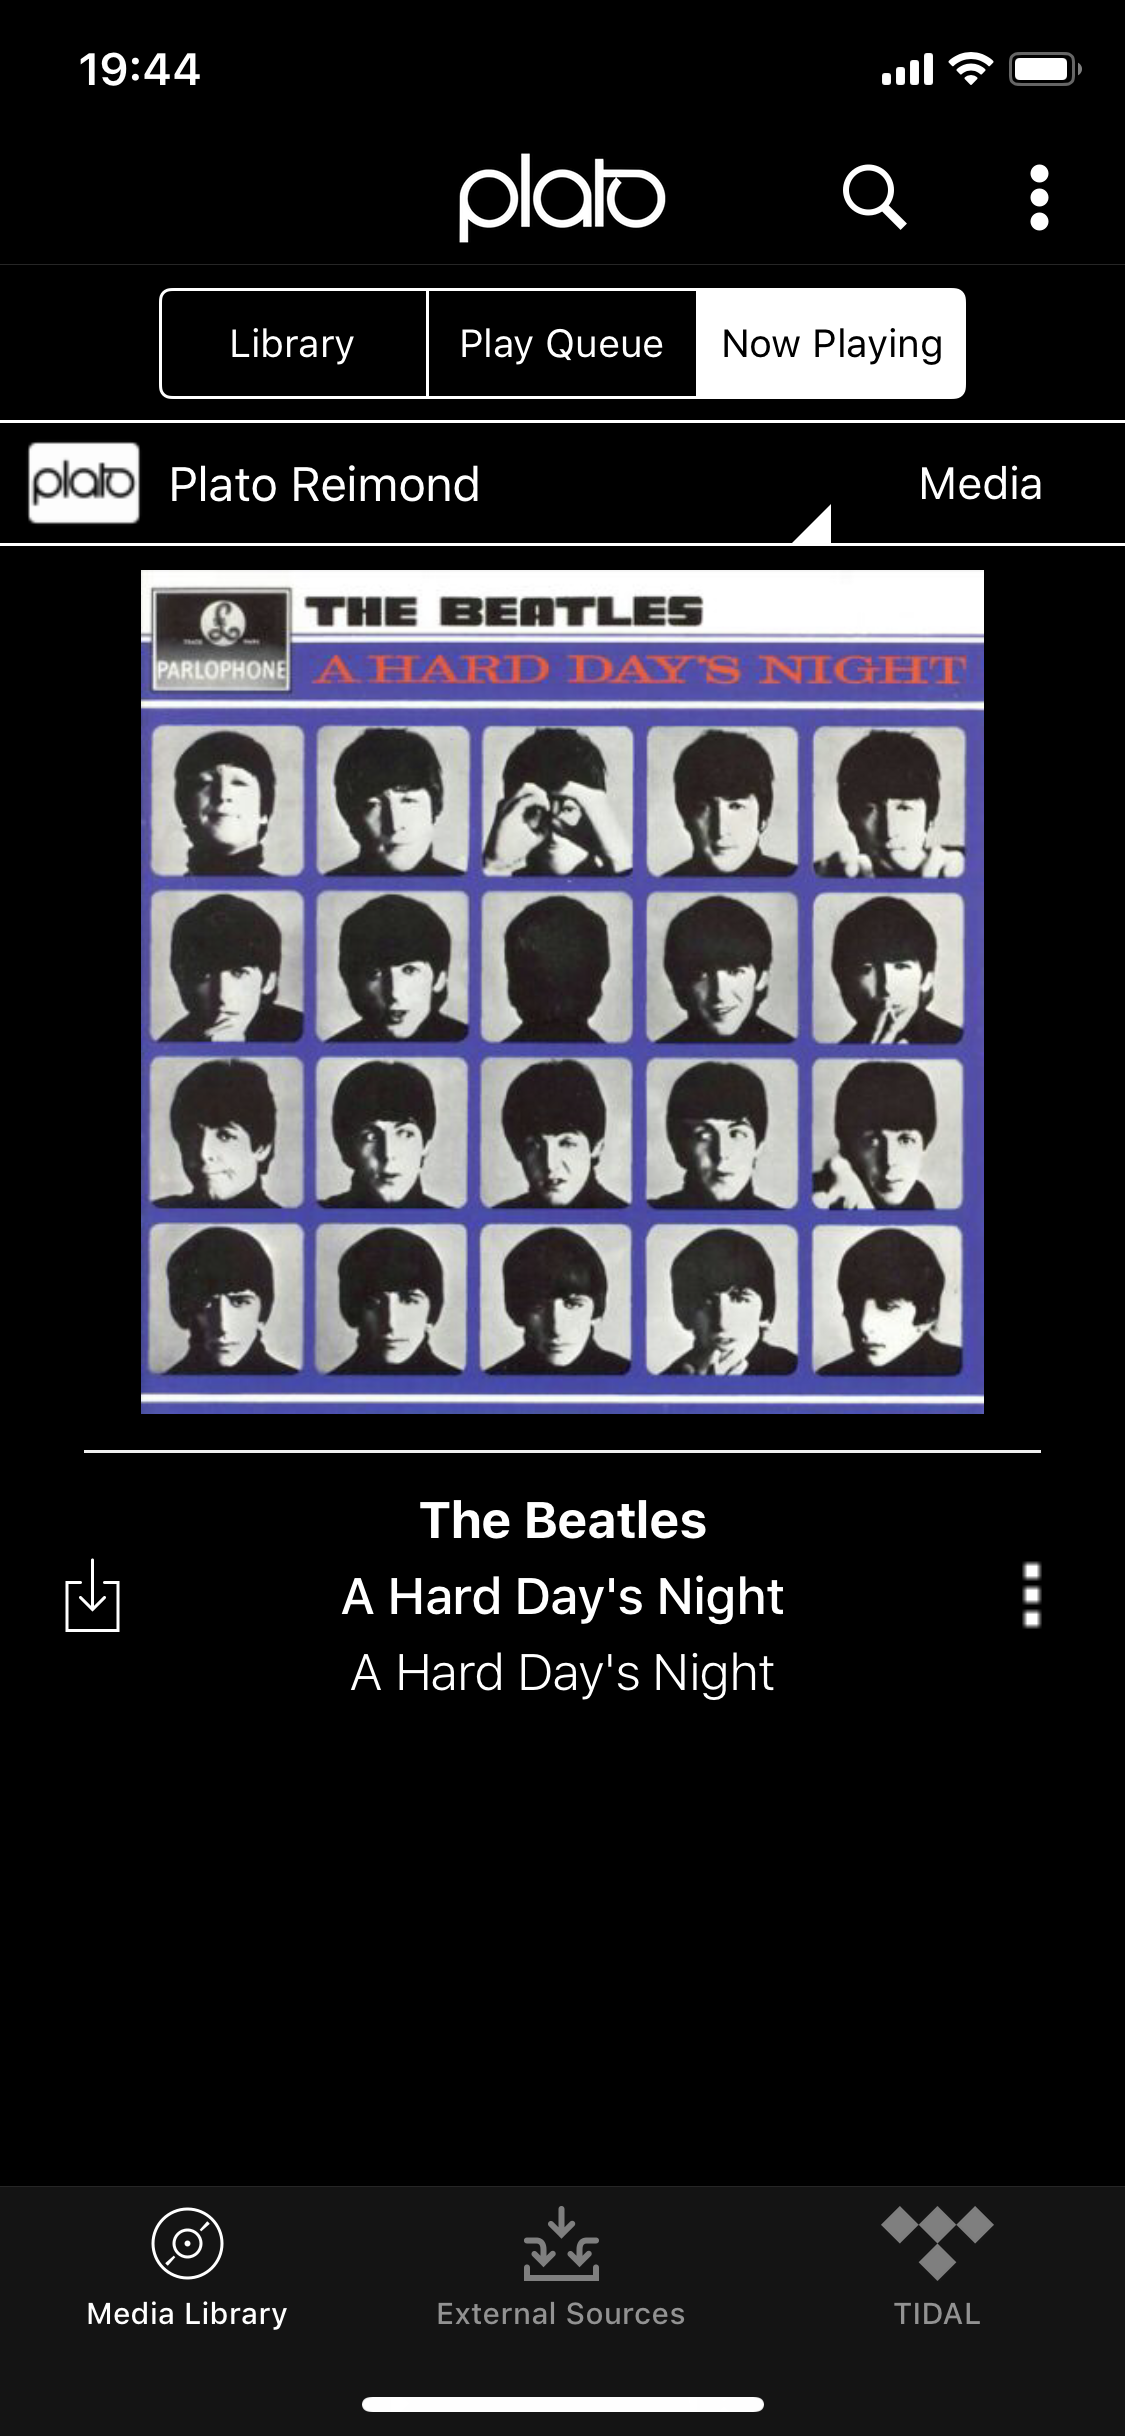 19:44
plato
Library
Play Queue
Now Playing
plato
Plato Reimond
Media
THE BEATLES
PARLOPHONE
A HARD DAY'S NIGHT
The Beatles
A Hard Day's Night
A Hard Day's Night
Media Library
External Sources
TIDAL